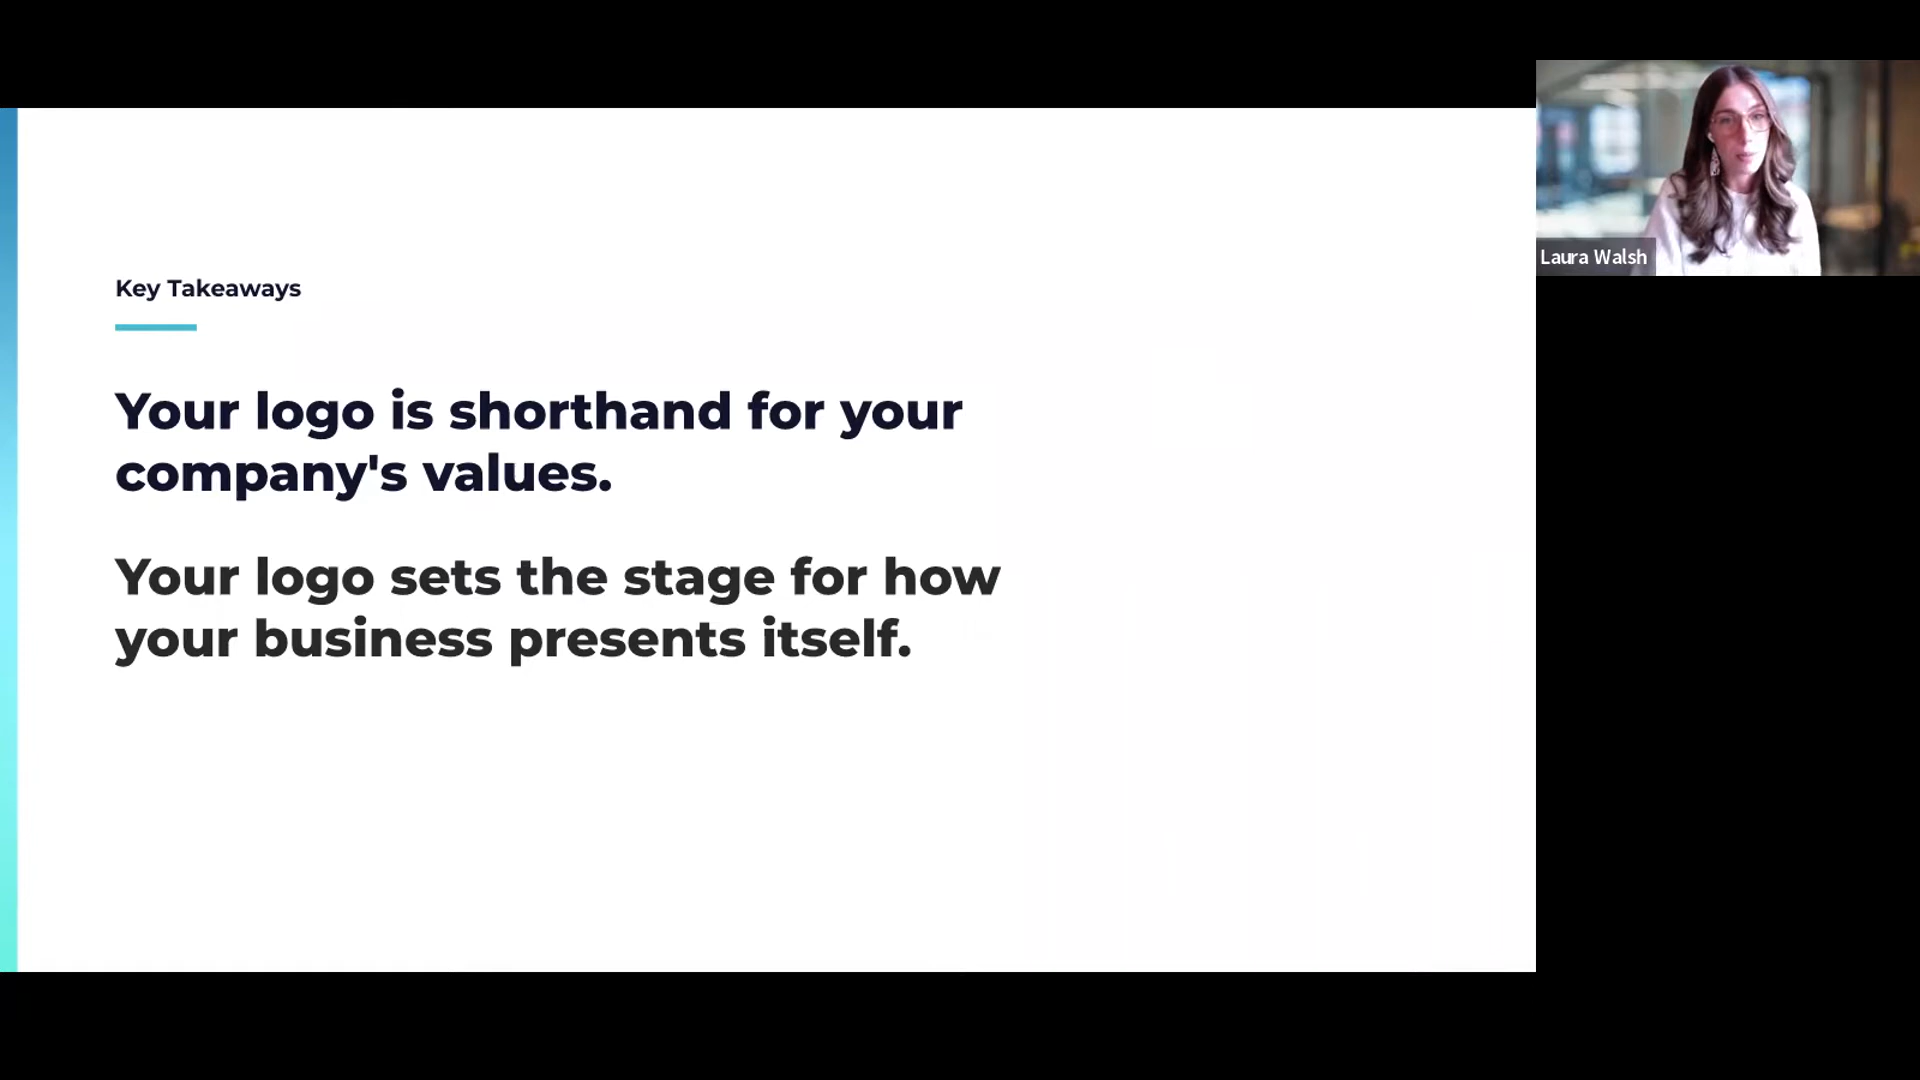 Key Takeaways
Your logo is shorthand for your
company's values.
Your logo sets the stage for how
your business presents itself.
Laura Walsh